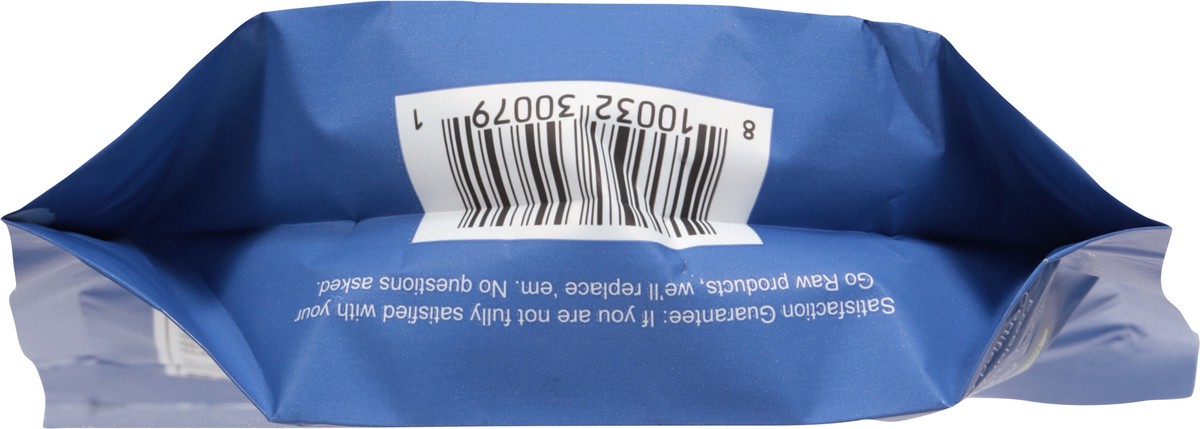 Satisfaction Guarantee: If you are not fully satisfied with your
Go Raw products, we'll replace 'em. No questions asked.
8 10032 30079 1